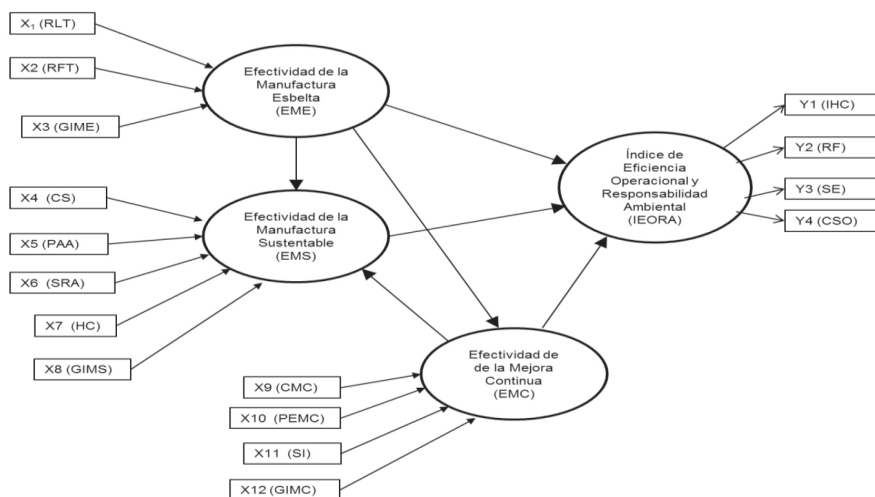 X₁ (RLT)
X2 (RFT)
X3 (GIME)
Efectividad de la
Manufactura
Esbelta
(EME)
X4 (CS)
X5 (PAA)
X6 (SRA)
X7 (HC)
X8 (GIMS)
Efectividad de la
Manufactura
Sustentable
(EMS)
X9 (CMC)
X10 (PEMC)
X11 (SI)
X12 (GIMC)
Efectividad de
de la Mejora
Continua
(EMC)
Índice de
Eficiencia
Operacional y
Responsabilidad
Ambiental
(IEORA)
Y1 (IHC)
Y2 (RF)
Y3 (SE)
Y4 (CSO)